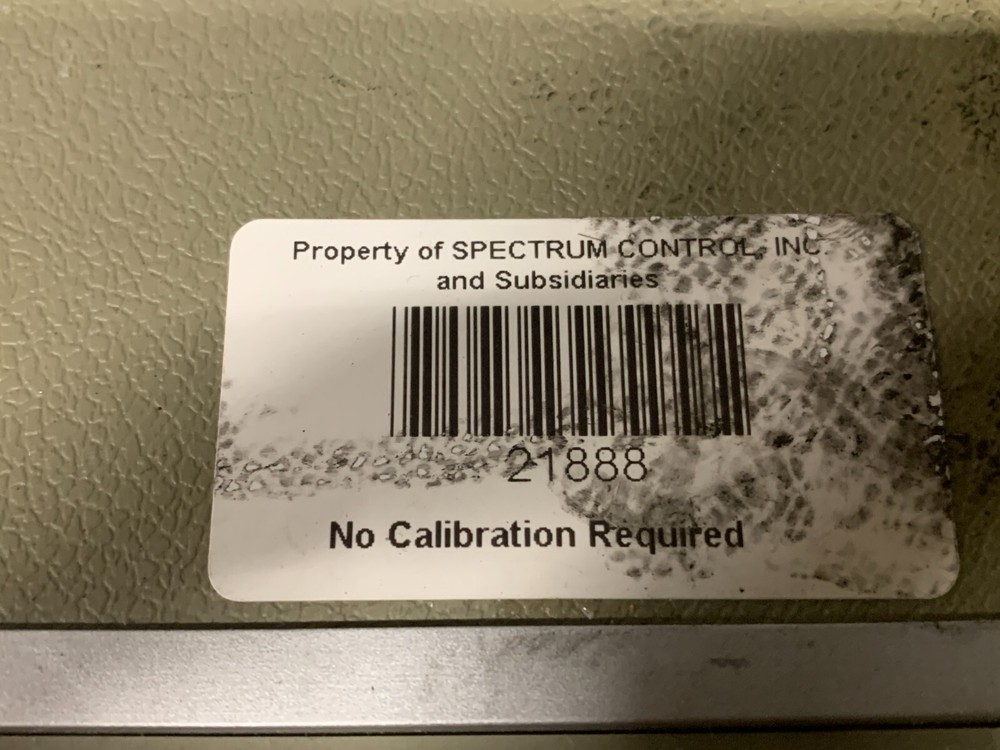 Property of SPECTRUM CONTROL, INC.
and Subsidiaries
21888
No Calibration Required